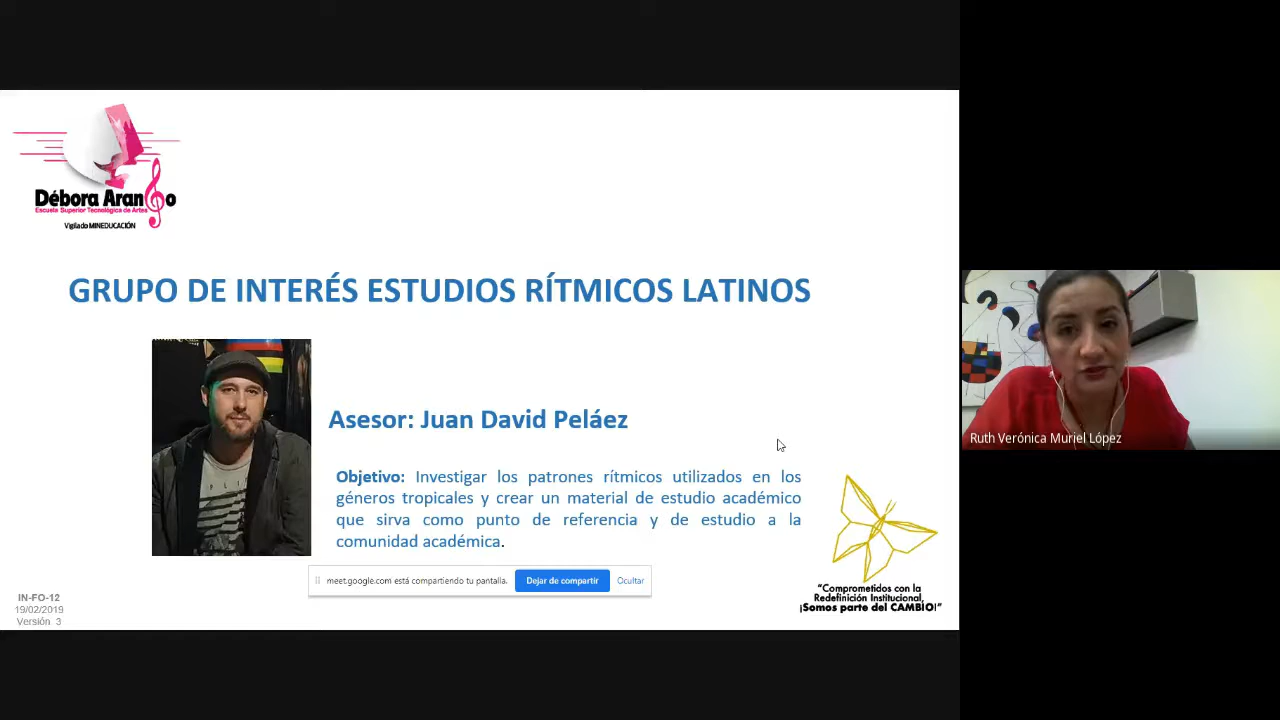 Débora Arango
Escuela Superior Tecnológica de Artes
Vigilado MINEDUCACIÓN
GRUPO DE INTERÉS ESTUDIOS RÍTMICOS LATINOS
Asesor: Juan David Peláez
Objetivo: Investigar los patrones rítmicos utilizados en los
géneros tropicales y crear un material de estudio académico
que sirva como punto de referencia y de estudio a la
comunidad académica.
meet.google.com está compartiendo tu pantalla. Dejar de compartir Ocultar
IN-FO-12
19/02/2019
Versión 3
"Comprometidos con la
Redefinición Institucional,
¡Somos parte del CAMBIO!"
Ruth Verónica Muriel López